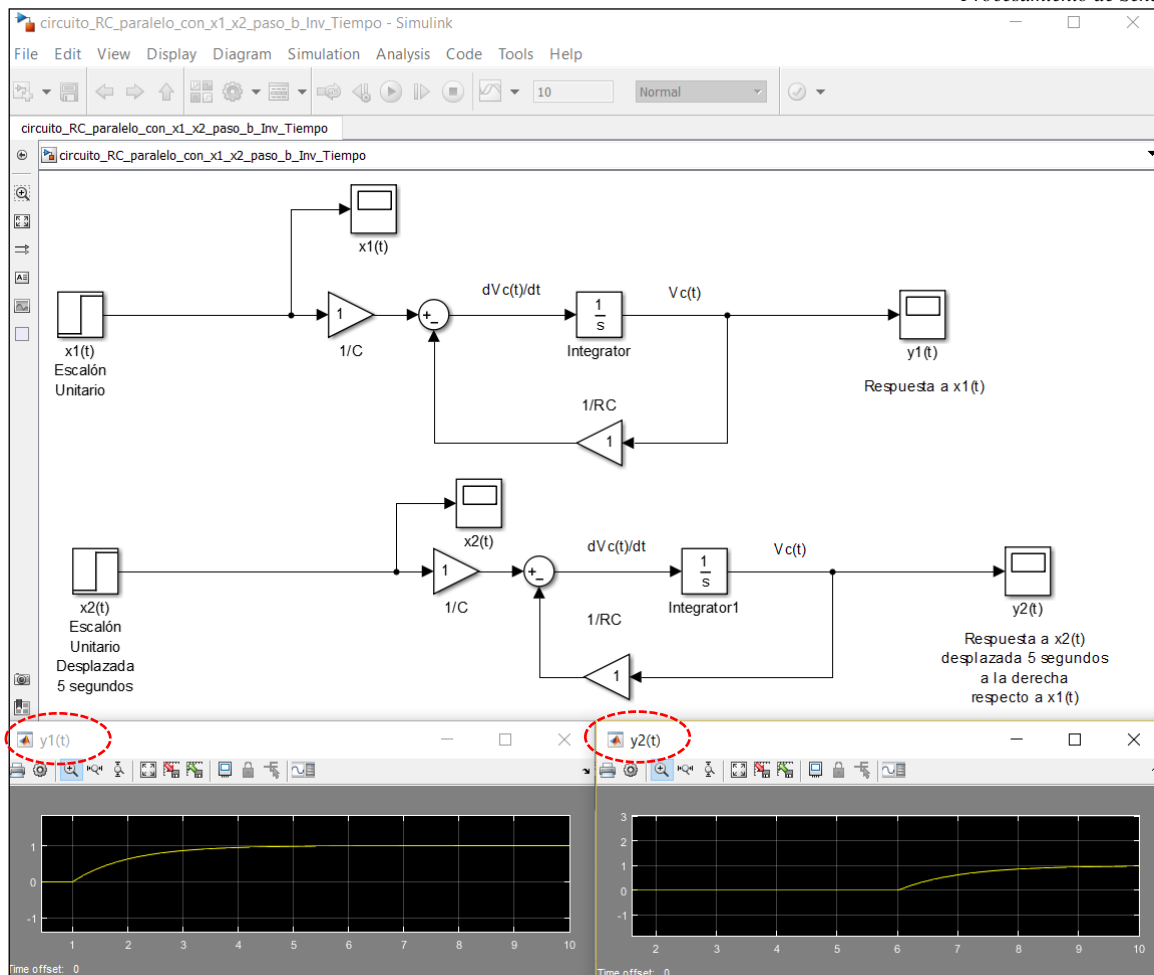 circuito_RC_paralelo_con_x1_x2_paso_b_Inv_Tiempo - Simulink
File Edit View Display Diagram Simulation Analysis Code Tools Help
10 Normal
circuito_RC_paralelo_con_x1_x2_paso_b_Inv_Tiempo
circuito_RC_paralelo_con_x1_x2_paso_b_Inv_Tiempo
x1(t)
x1(t)
Escalón
Unitario
1
1/C
+
-
dVc(t)/dt
1
s
Integrator
Vc(t)
y1(t)
Respuesta a x1(t)
1/RC
1
x2(t)
x2(t)
Escalón
Unitario
Desplazada
5 segundos
1
1/C
+
-
dVc(t)/dt
1
s
Integrator1
Vc(t)
y2(t)
Respuesta a x2(t)
desplazada 5 segundos
a la derecha
respecto a x1(t)
1/RC
1
y1(t)
1
0
-1
1 2 3 4 5 6 7 8 9 10
Time offset: 0
y2(t)
3
2
1
0
-1
2 3 4 5 6 7 8 9 10
Time offset: 0